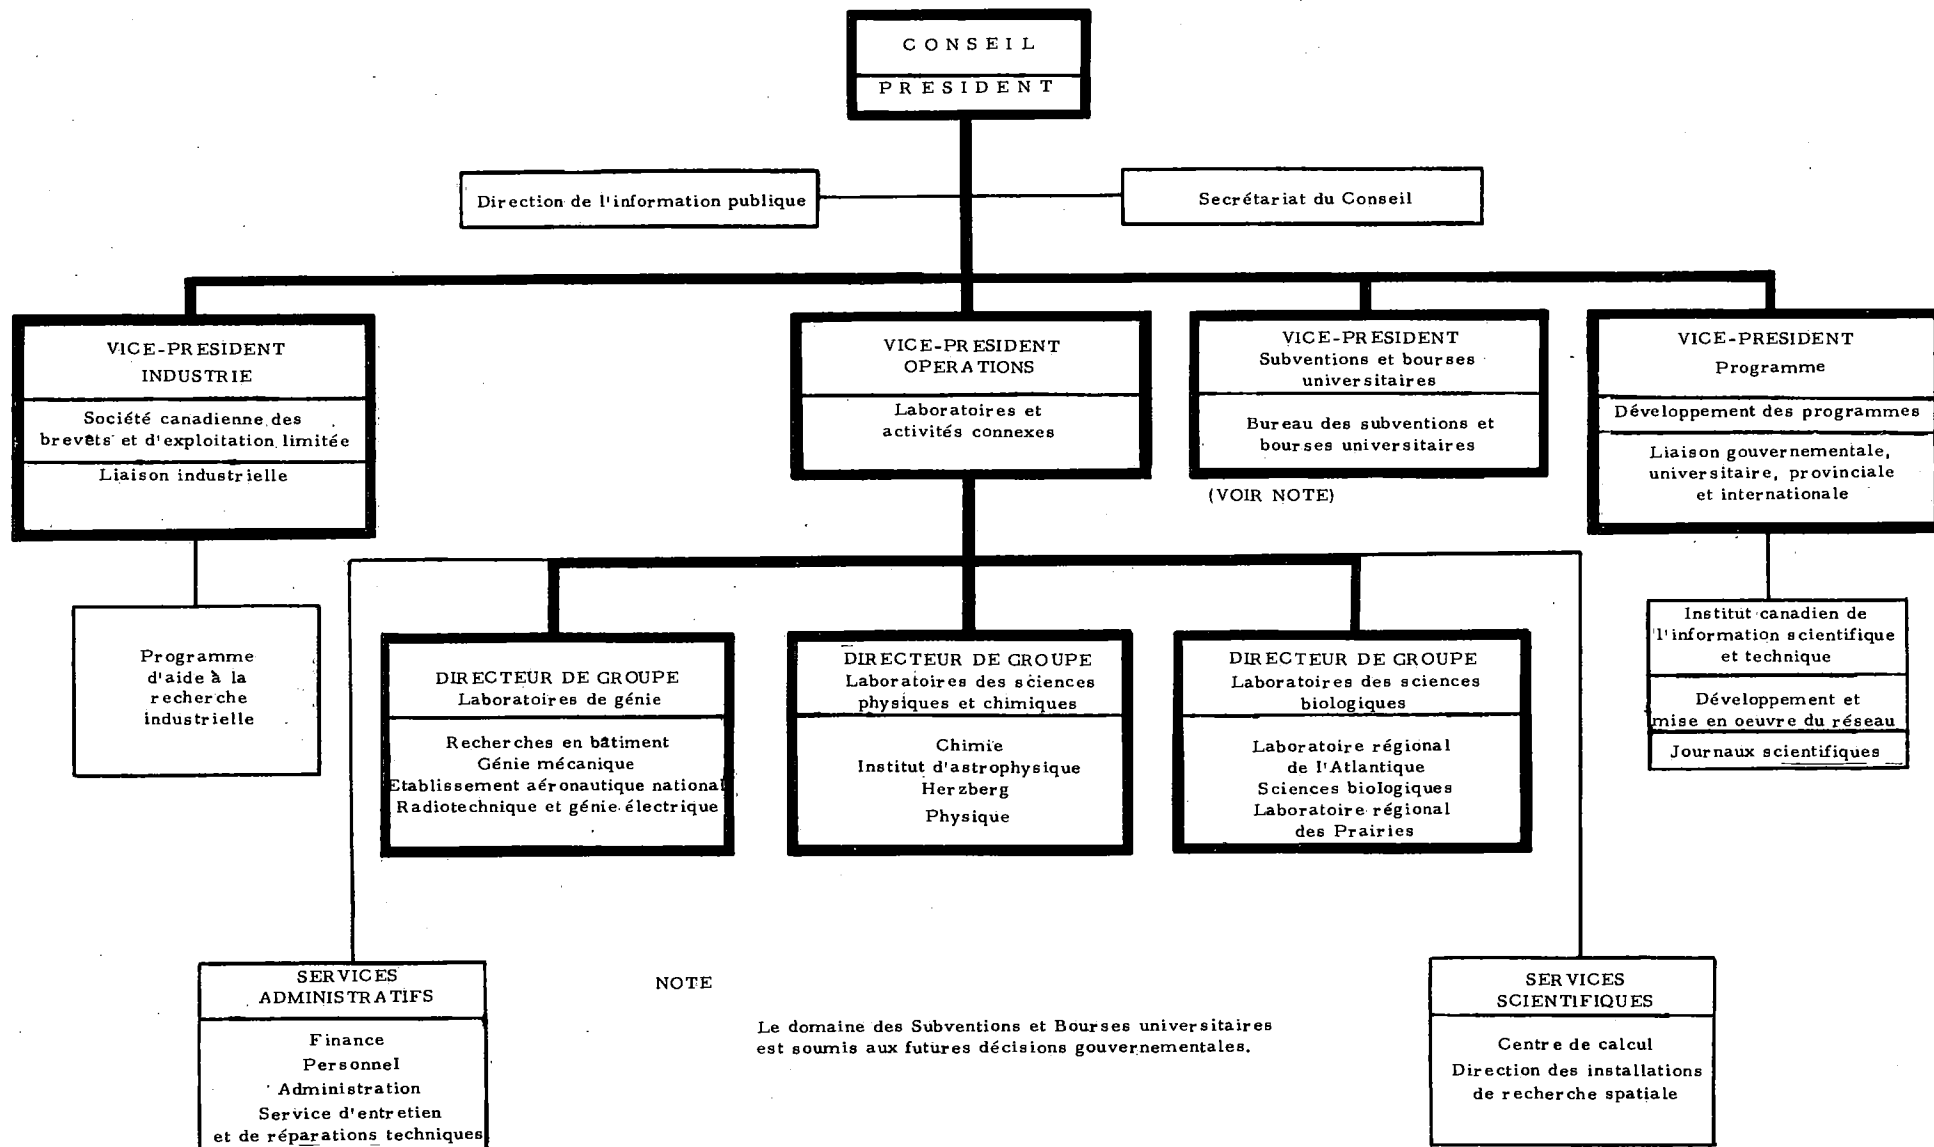 CONSEIL
PRESIDENT
Direction de l'information publique
Secrétariat du Conseil
VICE-PRESIDENT
INDUSTRIE
Société canadienne des
brevêts et d'exploitation limitée
Liaison industrielle
VICE-PRESIDENT
OPERATIONS
Laboratoires et
activités connexes
VICE-PRESIDENT
Subventions et bourses
universitaires
Bureau des subventions et
bourses universitaires
(VOIR NOTE)
VICE-PRESIDENT
Programme
Développement des programmes
Liaison gouvernementale,
universitaire, provinciale
et internationale
Programme
d'aide à la
recherche
industrielle
DIRECTEUR DE GROUPE
Laboratoires de génie
Recherches en bâtiment
Génie mécanique
Etablissement aéronautique national
Radiotechnique et génie électrique
DIRECTEUR DE GROUPE
Laboratoires des sciences
physiques et chimiques
Chimie
Institut d'astrophysique
Herzberg
Physique
DIRECTEUR DE GROUPE
Laboratoires des sciences
biologiques
Laboratoire régional
de l'Atlantique
Sciences biologiques
Laboratoire régional
des Prairies
Institut canadien de
l'information scientifique
et technique
Développement et
mise en oeuvre du réseau
Journaux scientifiques
SERVICES
ADMINISTRATIFS
Finance
Personnel
Administration
Service d'entretien
et de réparations techniques
NOTE
Le domaine des Subventions et Bourses universitaires
est soumis aux futures décisions gouvernementales.
SERVICES
SCIENTIFIQUES
Centre de calcul
Direction des installations
de recherche spatiale